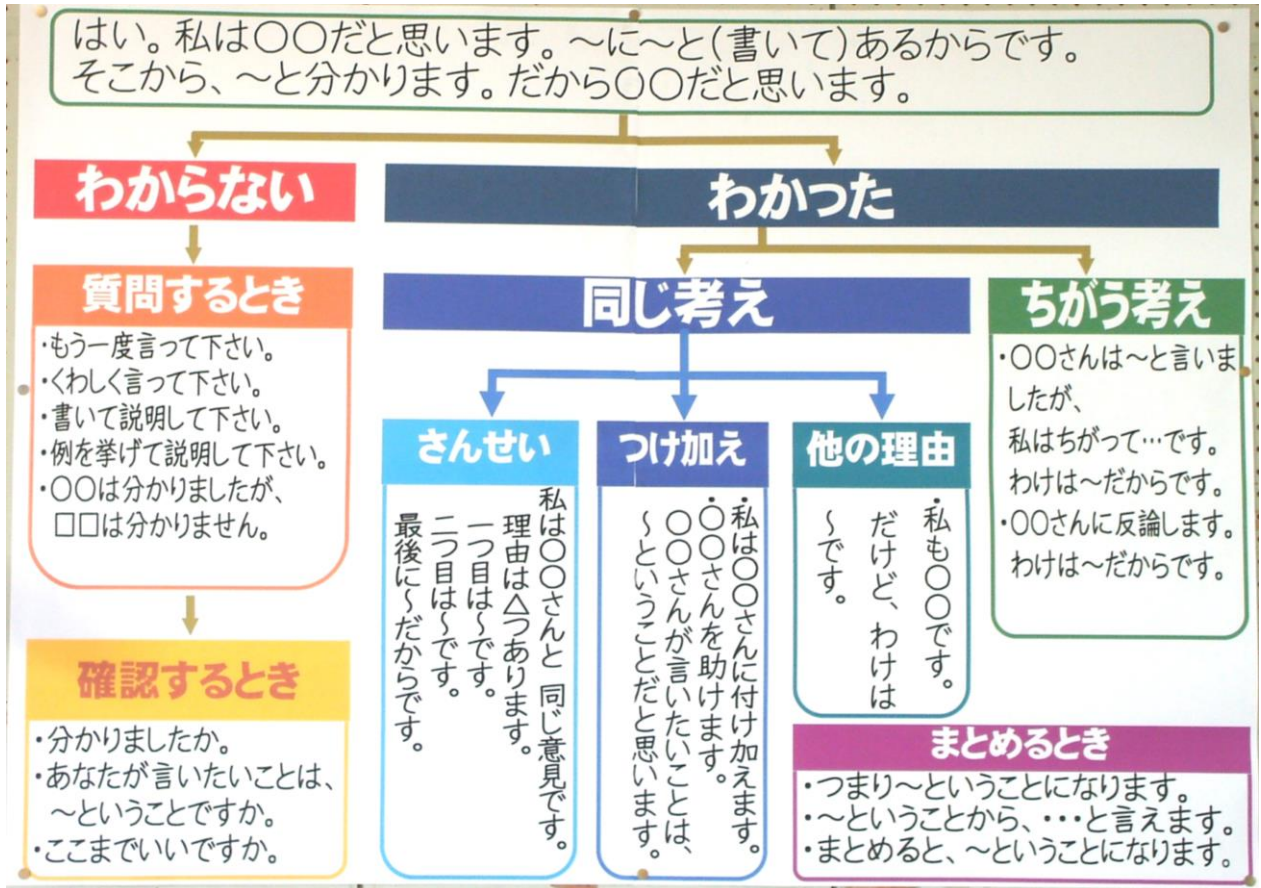 はい。私は〇〇だと思います。～に～と(書いて)あるからです。
そこから、～と分かります。だから〇〇だと思います。
わからない
質問するとき
・もう一度言って下さい。
・くわしく言って下さい。
・書いて説明して下さい。
・例を挙げて説明して下さい。
・〇〇は分かりましたが、
□□は分かりません。
確認するとき
・分かりましたか。
・あなたが言いたいことは、
～ということですか。
・ここまでいいですか。
わかった
同じ考え
さんせい
私は〇〇さんと 同じ意見です。
理由は△つあります。
一つ目は～です。
二つ目は～です。
最後に～だからです。
つけ加え
・私は〇〇さんに付け加えます。
・〇〇さんを助けます。
〇〇さんが言いたいことは、
～ということだと思います。
他の理由
・私も〇〇です。
だけど、わけは
～です。
ちがう考え
・〇〇さんは～と言いま
したが、
私はちがって…です。
わけは～だからです。
・〇〇さんに反論します。
わけは～だからです。
まとめるとき
・つまり～ということになります。
・～ということから、・・・と言えます。
・まとめると、～ということになります。